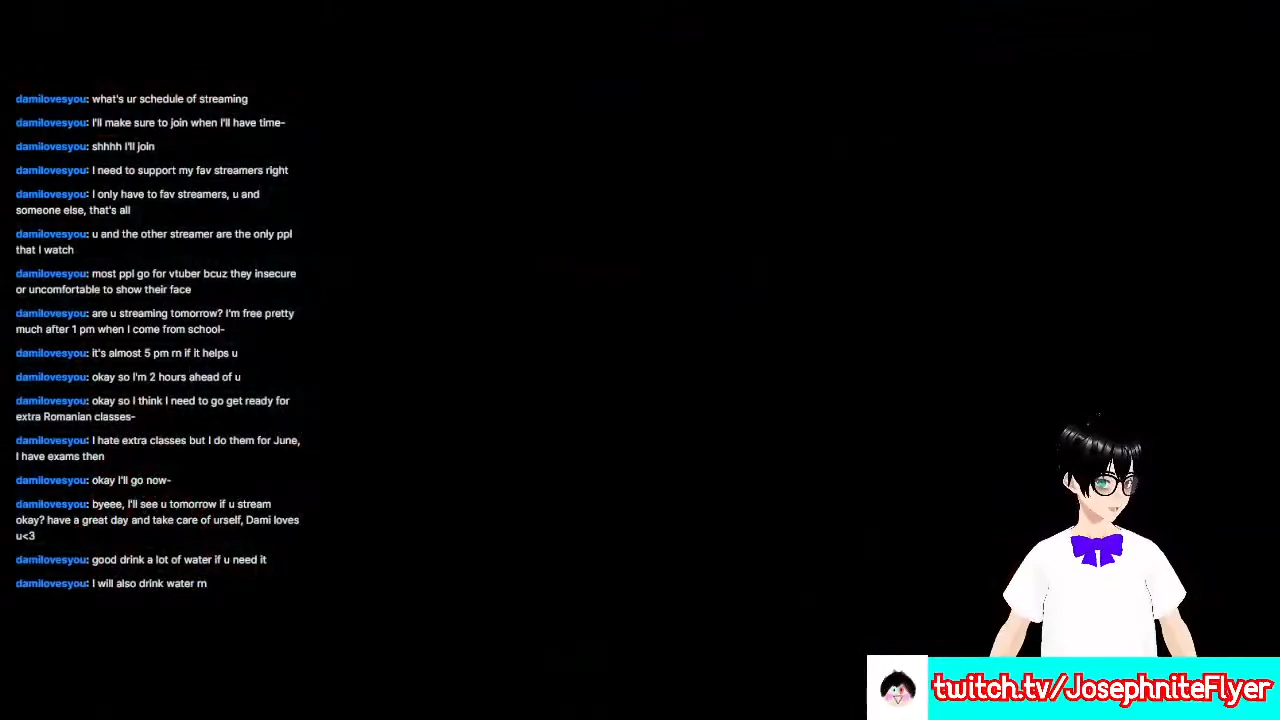 damilovesyou: what's ur schedule of streaming
damilovesyou: I'll make sure to join when I'll have time-
damilovesyou: shhhh I'll join
damilovesyou: I need to support my fav streamers right
damilovesyou: I only have to fav streamers, u and
someone else, that's all
damilovesyou: u and the other streamer are the only ppl
that I watch
damilovesyou: most ppl go for vtuber bcuz they insecure
or uncomfortable to show their face
damilovesyou: are u streaming tomorrow? I'm free pretty
much after 1 pm when I come from school-
damilovesyou: it's almost 5 pm rn if it helps u
damilovesyou: okay so I'm 2 hours ahead of u
damilovesyou: okay so I think I need to go get ready for
extra Romanian classes-
damilovesyou: I hate extra classes but I do them for June,
I have exams then
damilovesyou: okay I'll go now-
damilovesyou: byeee, I'll see u tomorrow if u stream
okay? have a great day and take care of urself, Dami loves
u<3
damilovesyou: good drink a lot of water if u need it
damilovesyou: I will also drink water rn
twitch.tv/JosephniteFlyer